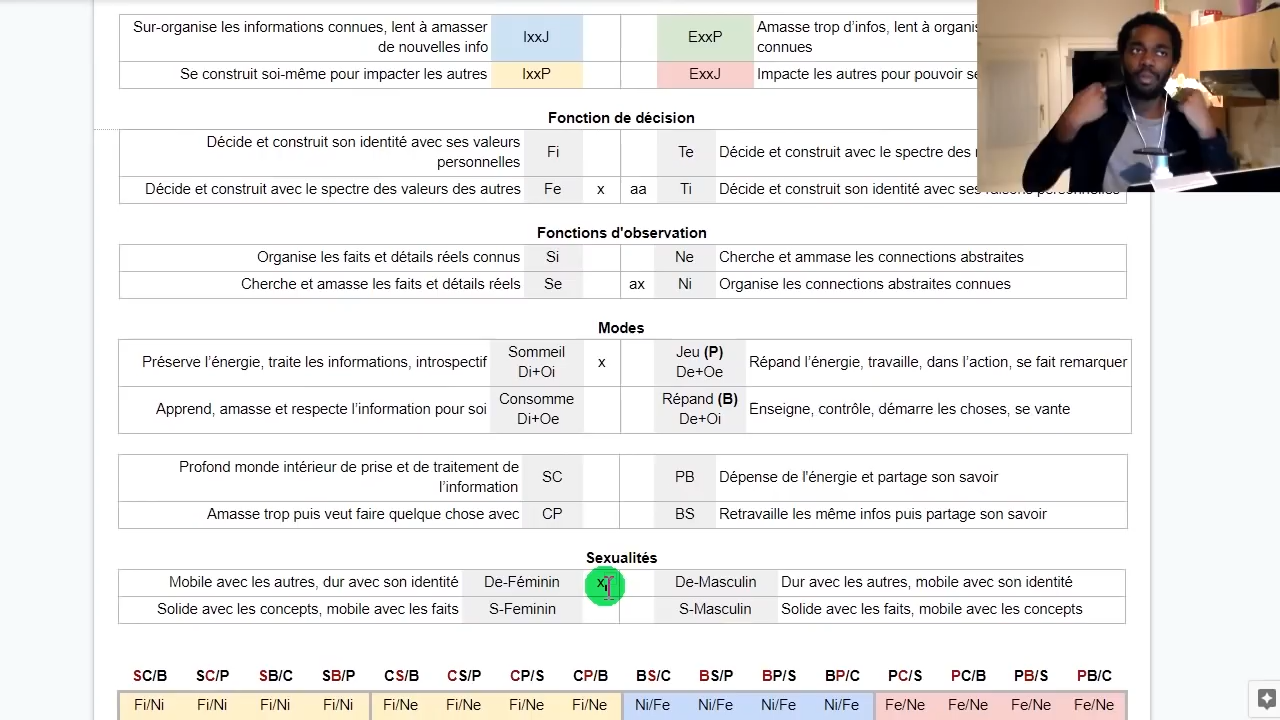 Sur-organise les informations connues, lent à amasser de nouvelles info IxxJ ExxP Amasse trop d'infos, lent à connues
Se construit soi-même pour impacter les autres IxxP ExxJ Impacte les autres pour pouvoir
Fonction de décision
Décide et construit son identité avec ses valeurs personnelles Fi Te Décide et construit avec le spectre des
Décide et construit avec le spectre des valeurs des autres Fe x aa Ti Décide et construit son identité avec ses raisons personnelles
Fonctions d'observation
Organise les faits et détails réels connus Si Ne Cherche et ammase les connections abstraites
Cherche et amasse les faits et détails réels Se ax Ni Organise les connections abstraites connues
Modes
Préserve l'énergie, traite les informations, introspectif Sommeil Di+Oi x Jeu (P) De+Oe Répand l'énergie, travaille, dans l'action, se fait remarquer
Apprend, amasse et respecte l'information pour soi Consomme Di+Oe Répand (B) De+Oi Enseigne, contrôle, démarre les choses, se vante
Profond monde intérieur de prise et de traitement de l'information SC PB Dépense de l'énergie et partage son savoir
Amasse trop puis veut faire quelque chose avec CP BS Retravaille les même infos puis partage son savoir
Sexualités
Mobile avec les autres, dur avec son identité De-Féminin x De-Masculin Dur avec les autres, mobile avec son identité
Solide avec les concepts, mobile avec les faits S-Feminin S-Masculin Solide avec les faits, mobile avec les concepts
SC/B SC/P SB/C SB/P CS/B CS/P CP/S CP/B BS/C BS/P BP/S BP/C PC/S PC/B PB/S PB/C
Fi/Ni Fi/Ni Fi/Ni Fi/Ni Fi/Ne Fi/Ne Fi/Ne Fi/Ne Ni/Fe Ni/Fe Ni/Fe Ni/Fe Fe/Ne Fe/Ne Fe/Ne Fe/Ne